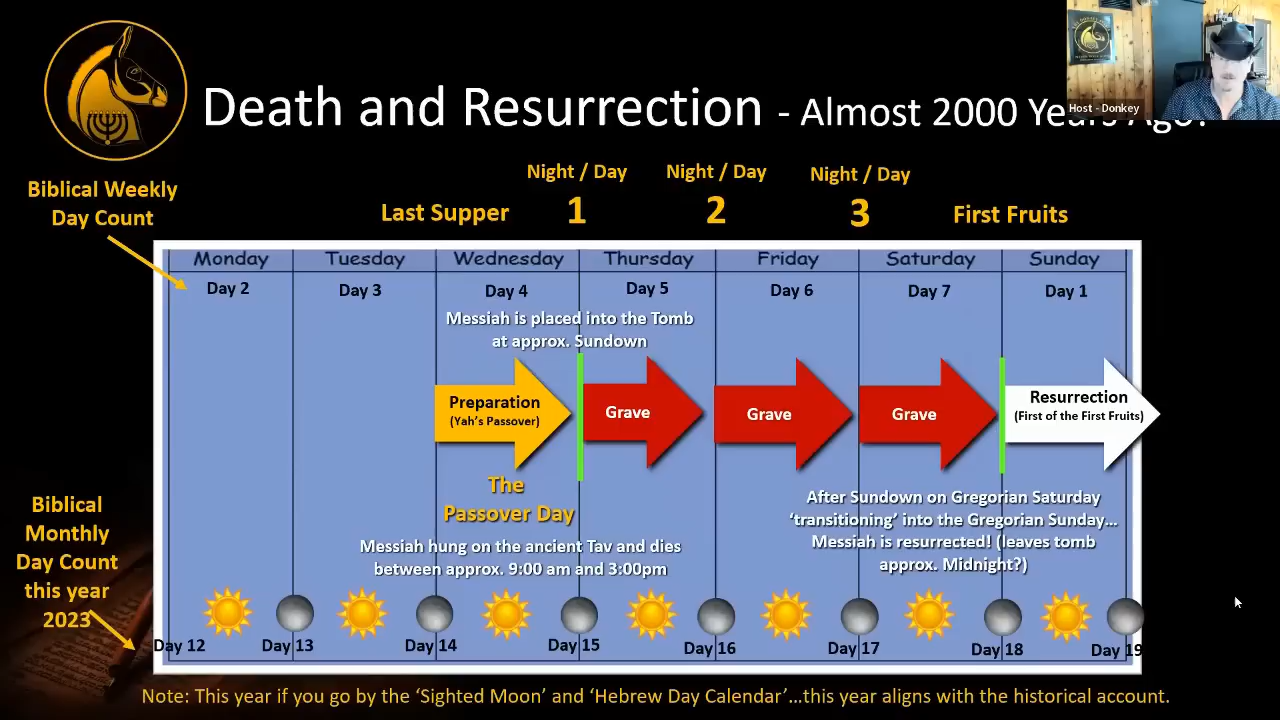 Host - Donkey
Death and Resurrection - Almost 2000 Years Ago?
Biblical Weekly
Day Count
Night / Day
Night / Day
Night / Day
Last Supper
1
2
3
First Fruits
Monday
Tuesday
Wednesday
Thursday
Friday
Saturday
Sunday
Day 2
Day 3
Day 4
Day 5
Day 6
Day 7
Day 1
Messiah is placed into the Tomb
at approx. Sundown
Preparation
(Yah's Passover)
Grave
Grave
Grave
Resurrection
(First of the First Fruits)
The
Passover Day
Messiah hung on the ancient Tav and dies
between approx. 9:00 am and 3:00pm
After Sundown on Gregorian Saturday
‘transitioning’ into the Gregorian Sunday…
Messiah is resurrected! (leaves tomb
approx. Midnight?)
Biblical
Monthly
Day Count
this year
2023
Day 12
Day 13
Day 14
Day 15
Day 16
Day 17
Day 18
Day 19
Note: This year if you go by the ‘Sighted Moon’ and ‘Hebrew Day Calendar’…this year aligns with the historical account.